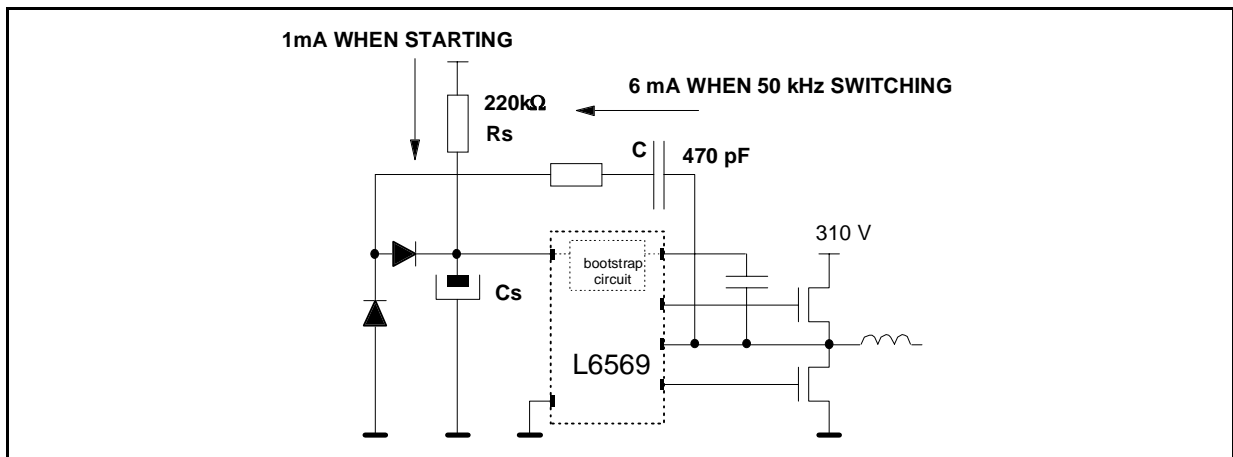 1mA WHEN STARTING
6 mA WHEN 50 kHz SWITCHING
220kΩ
Rs
C
470 pF
310 V
bootstrap
circuit
Cs
L6569